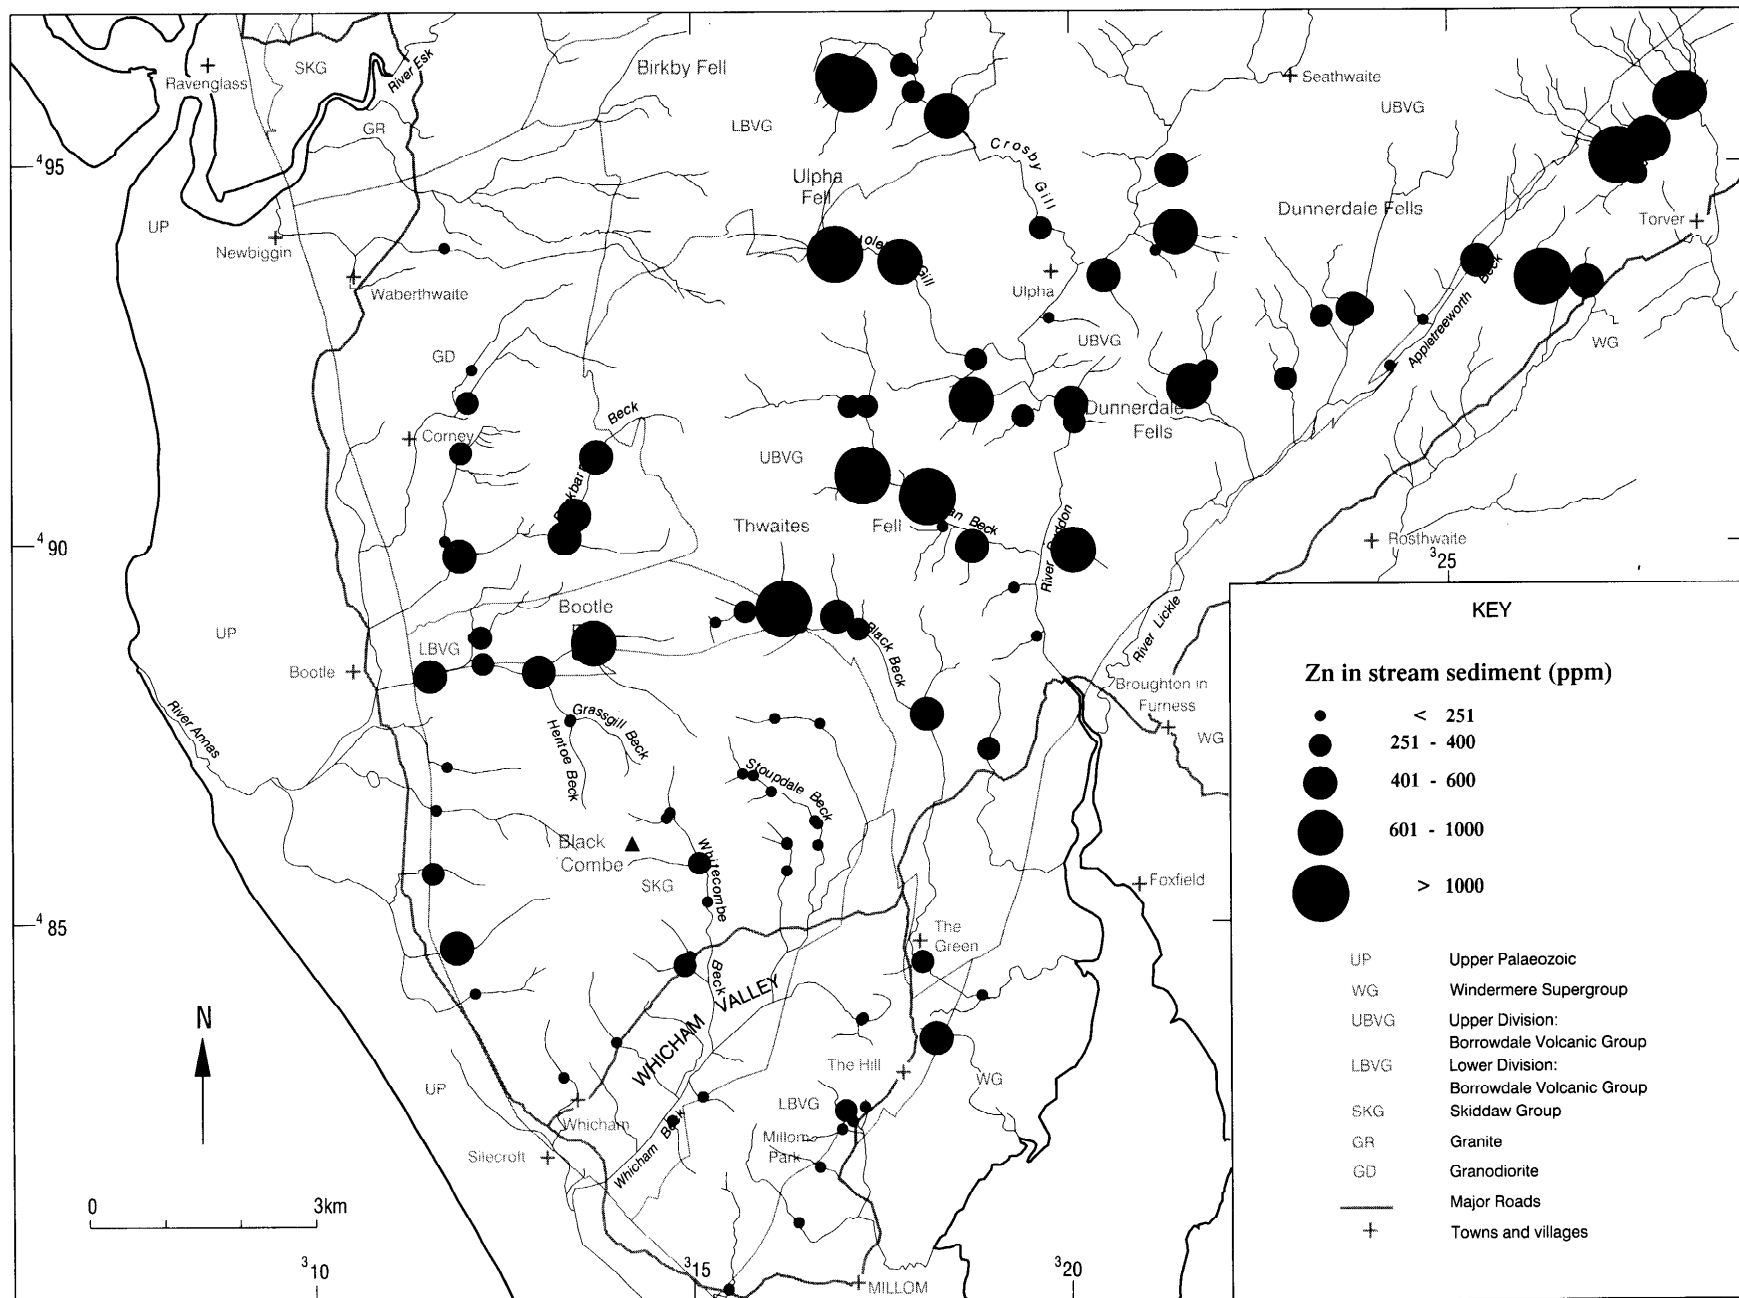 Ravenglass
SKG
River Esk
Birkby Fell
Seathwaite
UBVG
GR
LBVG
Crosby Gill
⁴95
Ulpha
Fell
UP
Dunnerdale Fells
Torver
Newbiggin
Gill
Waberthwaite
Ulpha
Appletreeworth Beck
GD
UBVG
WG
Beck
Dunnerdale
Fells
Corney
UBVG
Thwaites
Fell
Beck
⁴90
Rosthwaite
³25
River
Bootle
River Lickle
UP
LBVG
Black Beck
Bootle
Broughton in
Furness
River Annas
Grassgill Beck
Hentoe Beck
WG
Stoupdale Beck
Black
Combe
SKG
Whitecombe
Beck
Foxfield
⁴85
The
Green
WHICHAM VALLEY
N
The Hill
UP
WG
LBVG
Whicham
Millom
Park
Silecroft
Whicham Beck
0 3km
³10
³15
³20
MILLOM
KEY
Zn in stream sediment (ppm)
< 251
251 - 400
401 - 600
601 - 1000
> 1000
UP Upper Palaeozoic
WG Windermere Supergroup
UBVG Upper Division:
Borrowdale Volcanic Group
LBVG Lower Division:
Borrowdale Volcanic Group
SKG Skiddaw Group
GR Granite
GD Granodiorite
Major Roads
Towns and villages